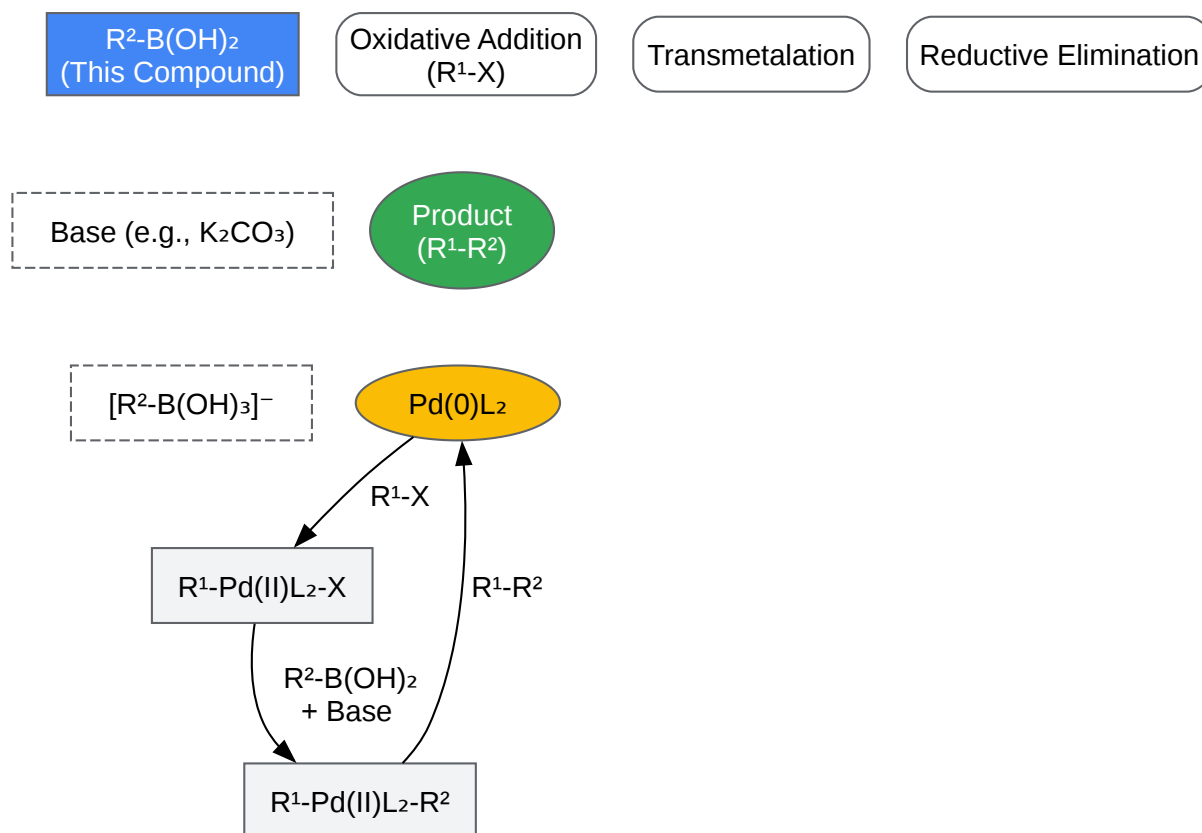 R²-B(OH)₂
(This Compound)
Oxidative Addition
(R¹-X)
Transmetalation
Reductive Elimination
Base (e.g., K₂CO₃)
Product
(R¹-R²)
[R²-B(OH)₃]⁻
Pd(0)L₂
R¹-X
R¹-Pd(II)L₂-X
R¹-R²
R²-B(OH)₂
+ Base
R¹-Pd(II)L₂-R²